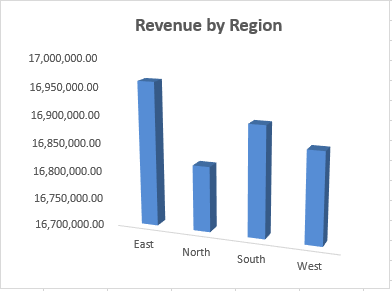 Revenue by Region
17,000,000.00
16,950,000.00
16,900,000.00
16,850,000.00
16,800,000.00
16,750,000.00
16,700,000.00
East
North
South
West